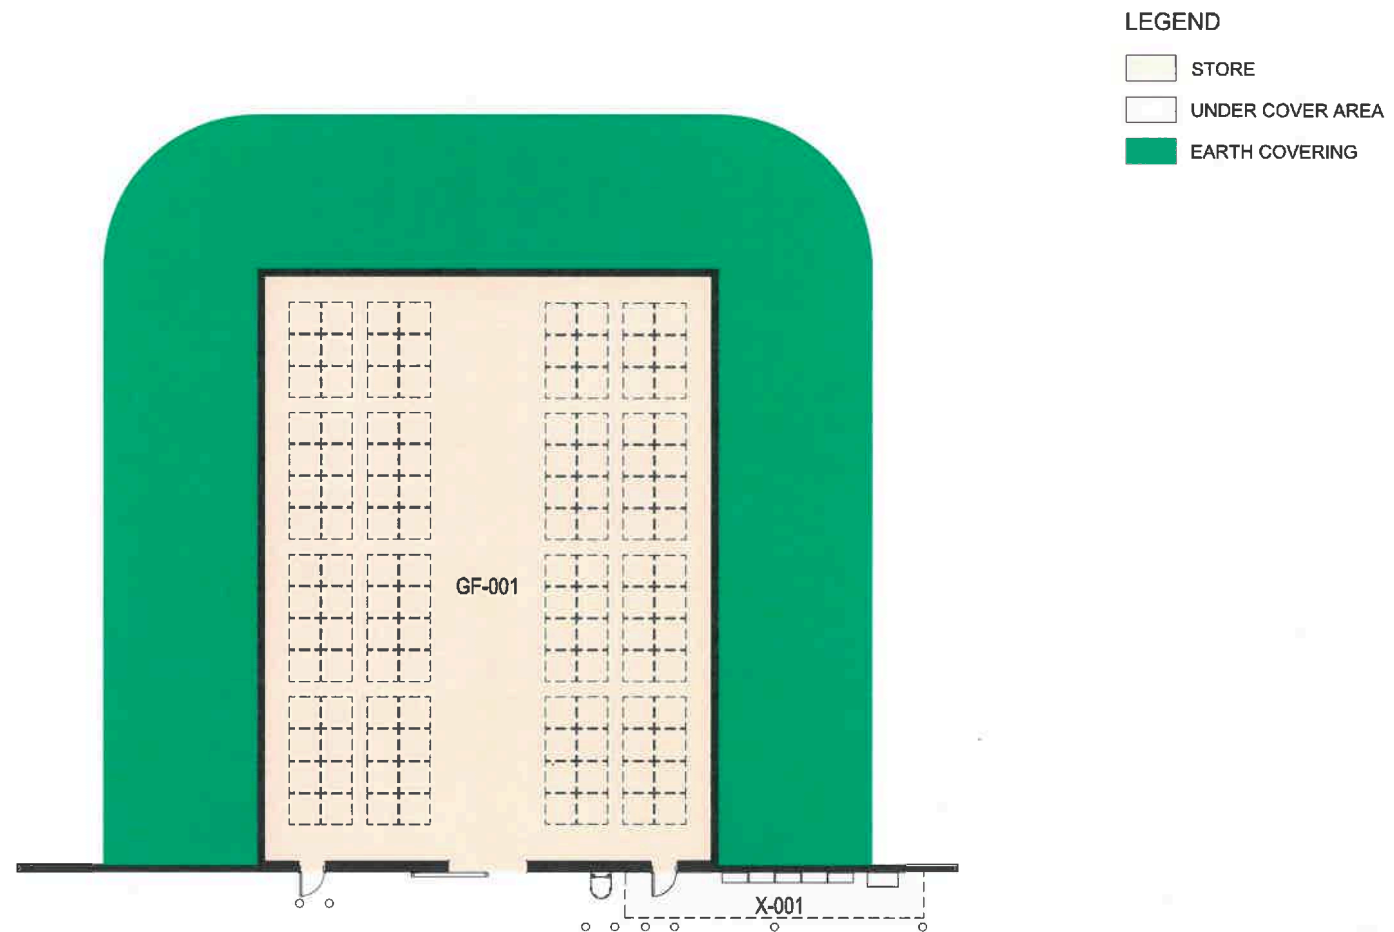 LEGEND
STORE
UNDER COVER AREA
EARTH COVERING
GF-001
X-001